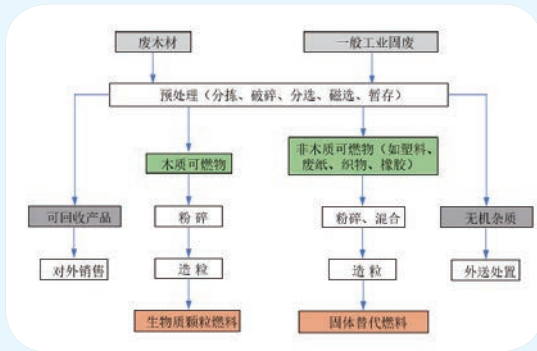 废木材
一般工业固废
预处理（分拣、破碎、分选、磁选、暂存）
木质可燃物
非木质可燃物（如塑料、
废纸、织物、橡胶）
可回收产品
粉碎
粉碎、混合
无机杂质
对外销售
造粒
造粒
外送处置
生物质颗粒燃料
固体替代燃料